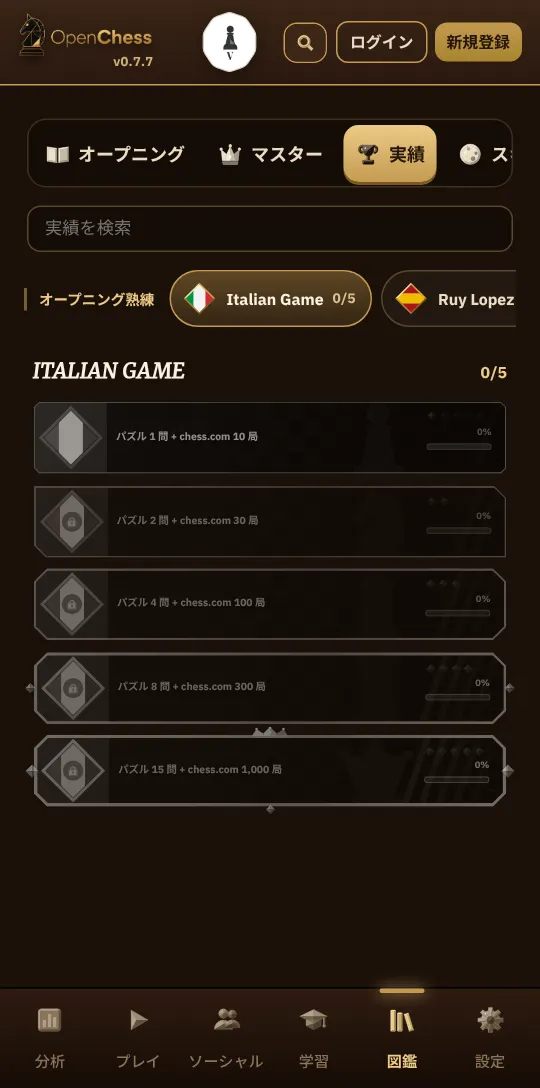 OpenChess
v0.7.7
V
ログイン
新規登録
オープニング
マスター
実績
実績を検索
オープニング熟練
Italian Game 0/5
Ruy Lopez
ITALIAN GAME
0/5
パズル 1 問 + chess.com 10 局
0%
パズル 2 問 + chess.com 30 局
0%
パズル 4 問 + chess.com 100 局
0%
パズル 8 問 + chess.com 300 局
0%
パズル 15 問 + chess.com 1,000 局
0%
分析
プレイ
ソーシャル
学習
図鑑
設定